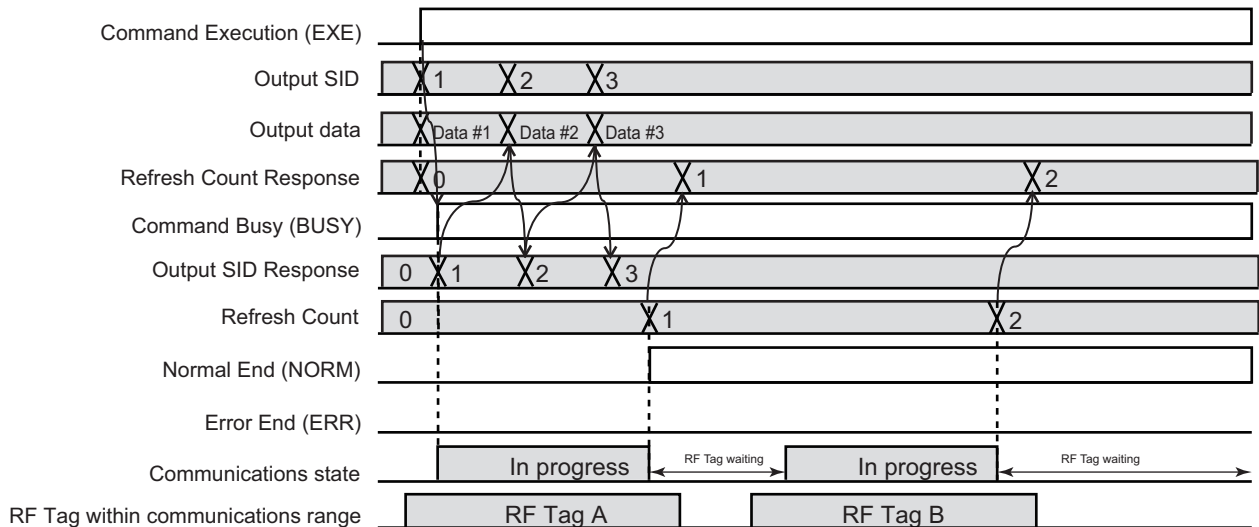 Command Execution (EXE)
Output SID 1 2 3
Output data Data #1 Data #2 Data #3
Refresh Count Response 0 1 2
Command Busy (BUSY)
Output SID Response 0 1 2 3
Refresh Count 0 1 2
Normal End (NORM)
Error End (ERR)
Communications state In progress RF Tag waiting In progress RF Tag waiting
RF Tag within communications range RF Tag A RF Tag B